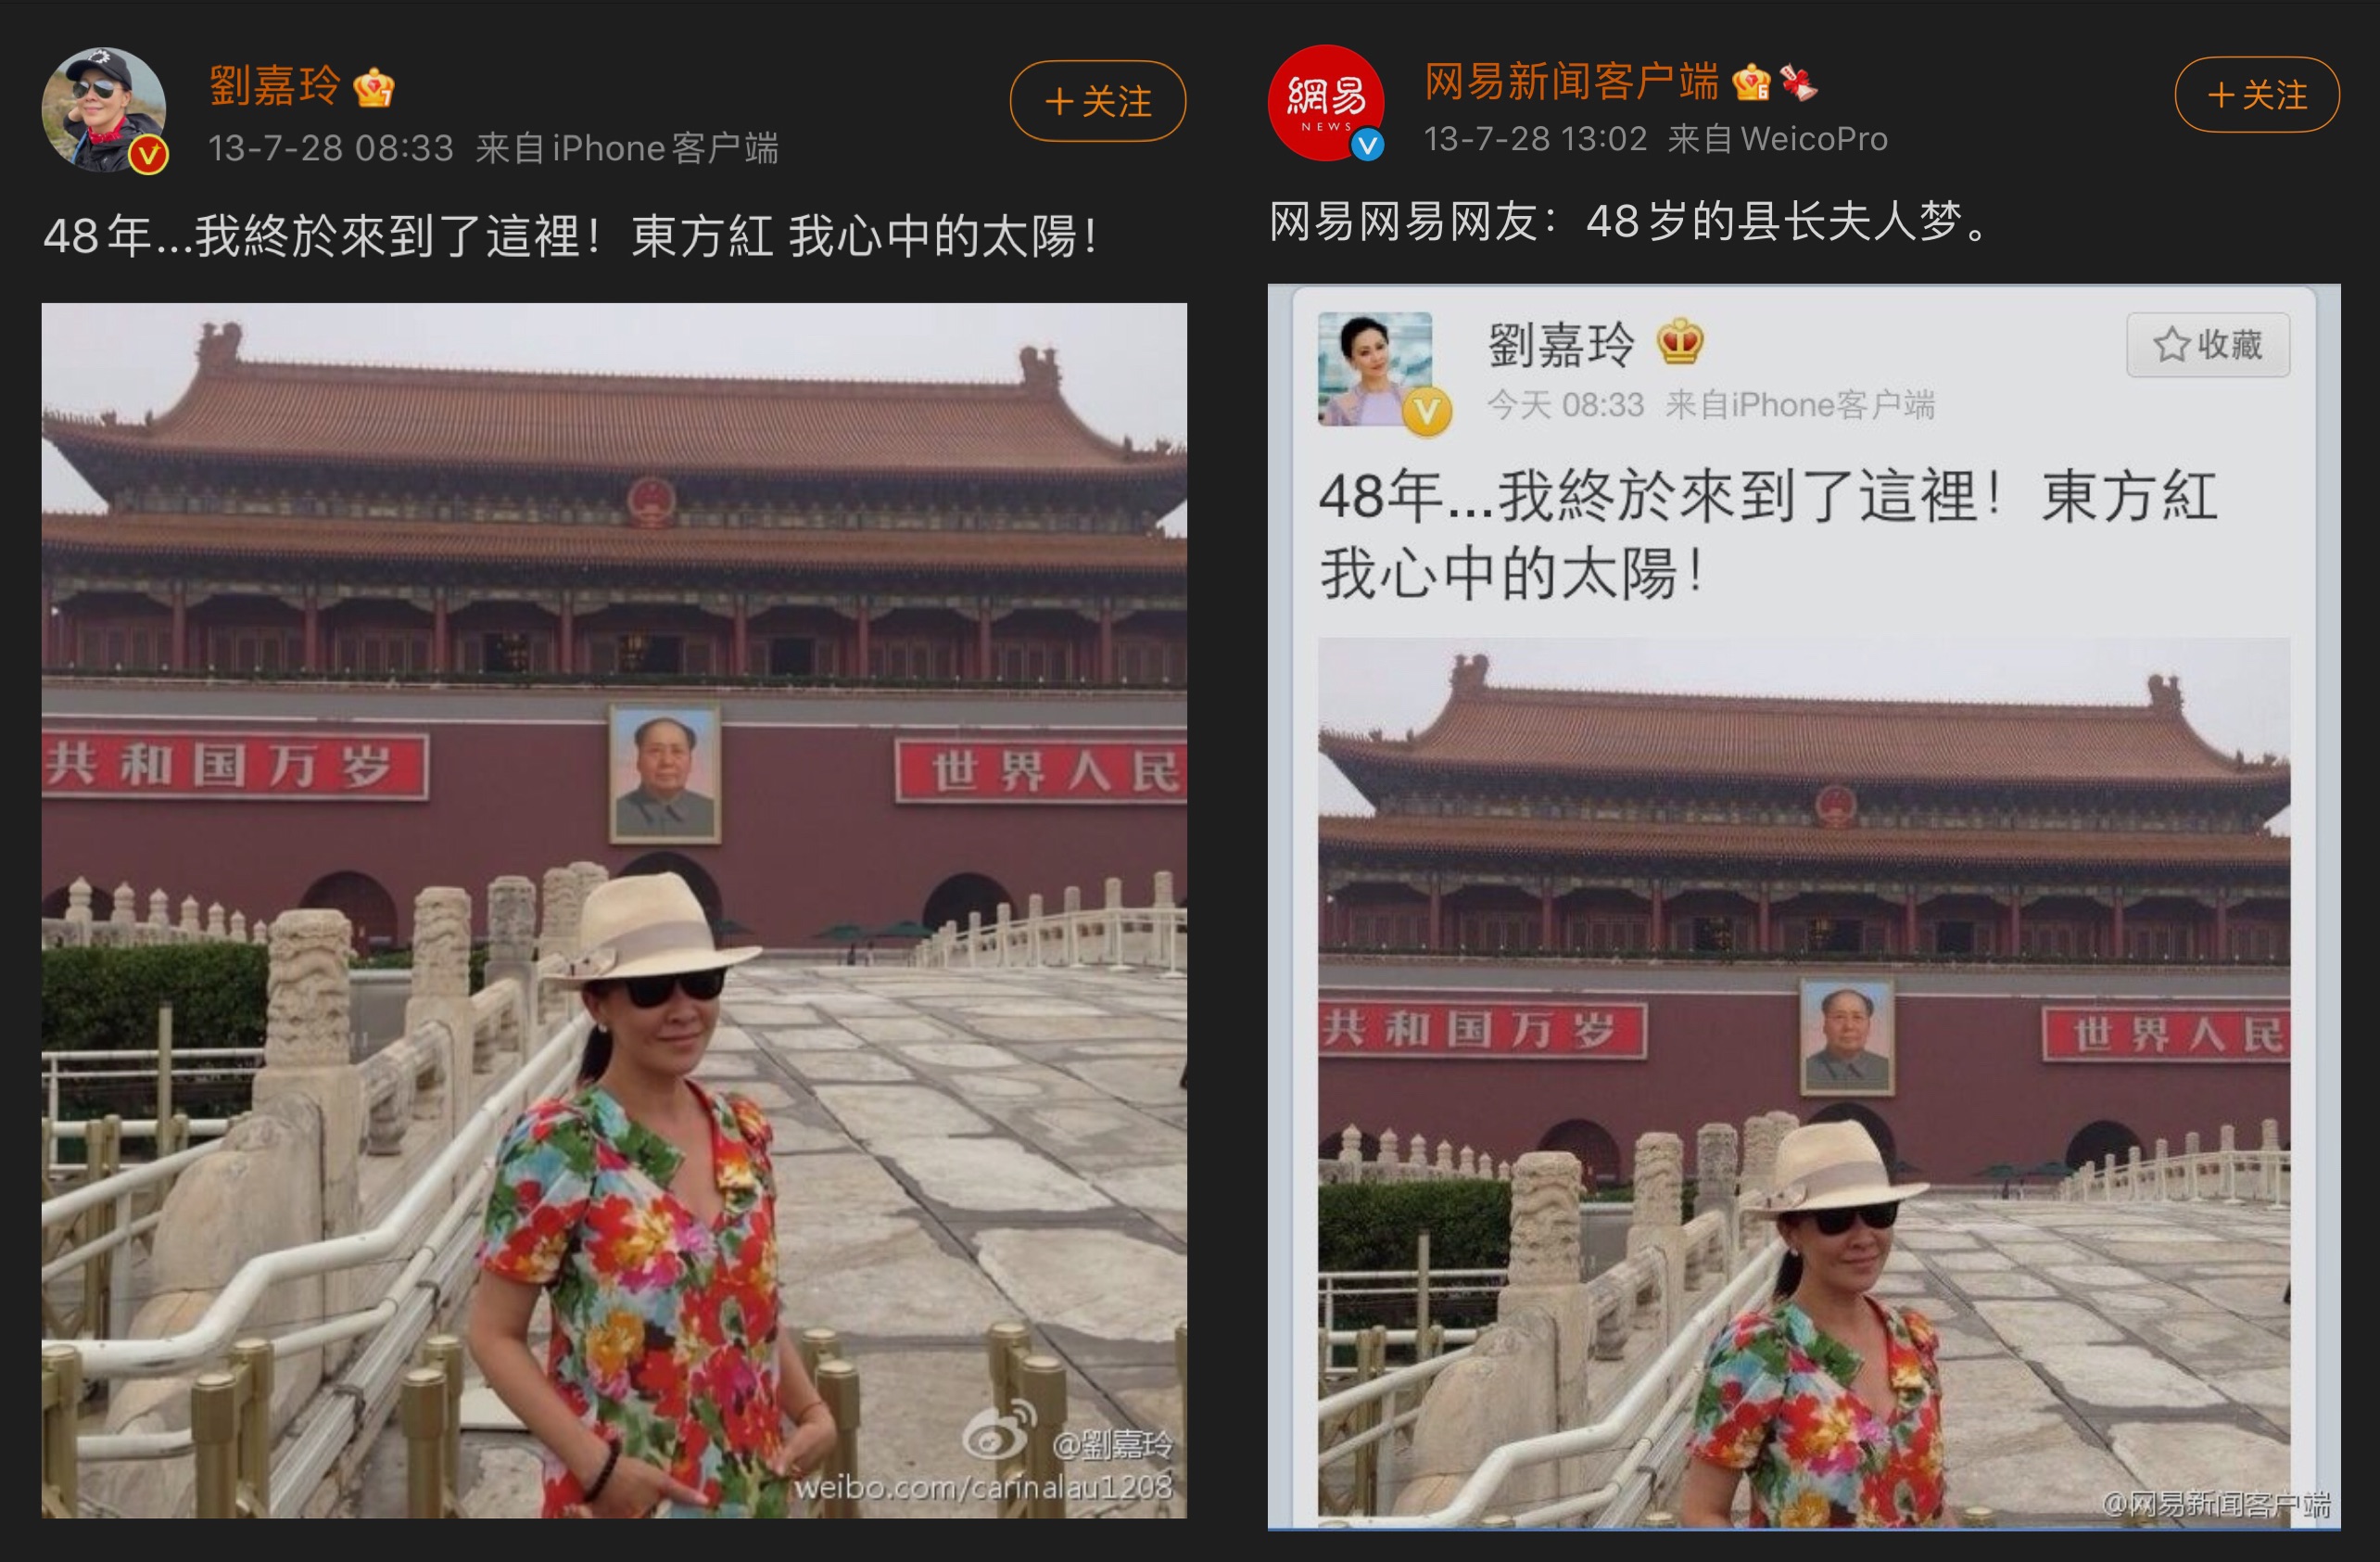 劉嘉玲
+关注
13-7-28 08:33 来自iPhone客户端
48年...我終於來到了這裡！東方紅 我心中的太陽！
共和国万岁
世界人民
@劉嘉玲
weibo.com/carinalau1208
網易
NEWS
网易新闻客户端
+关注
13-7-28 13:02 来自WeicoPro
网易网易网友：48岁的县长夫人梦。
劉嘉玲
收藏
今天 08:33 来自iPhone客户端
48年...我終於來到了這裡！東方紅
我心中的太陽！
共和国万岁
世界人民
@网易新闻客户端